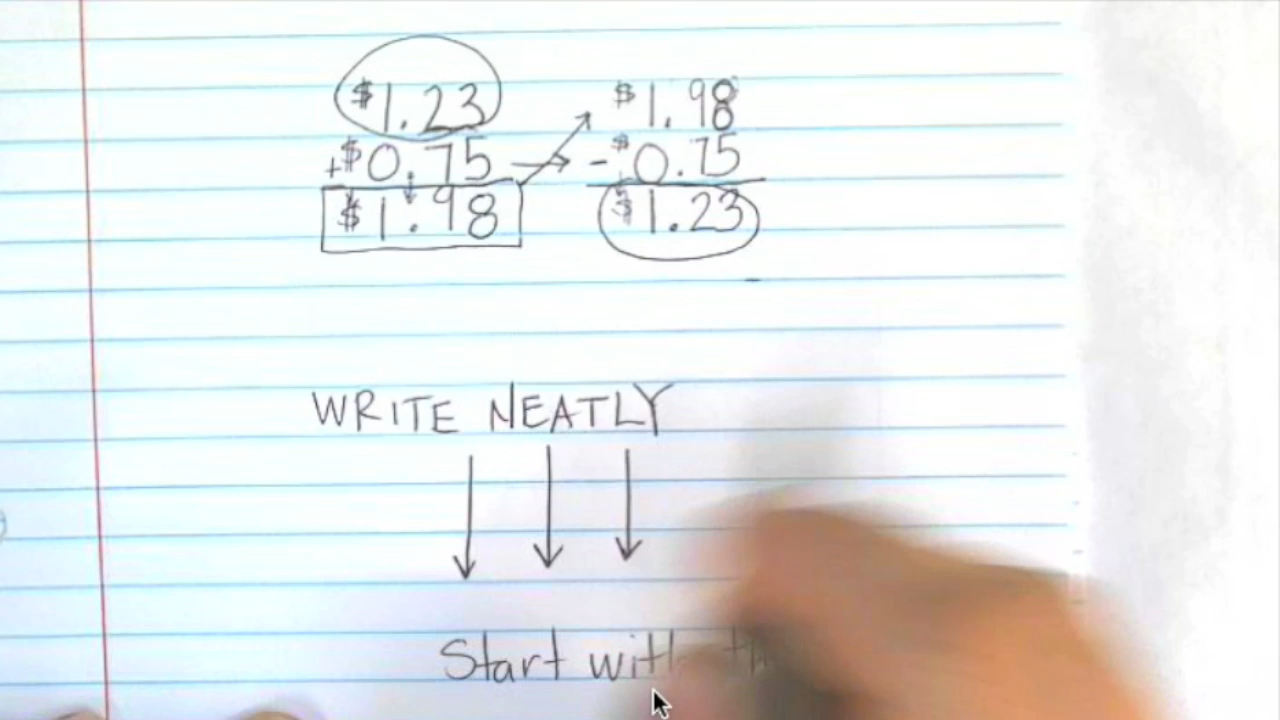 $1.23 $1.98
+$0.75 -$0.75
$1.98 $1.23
WRITE NEATLY
Start with